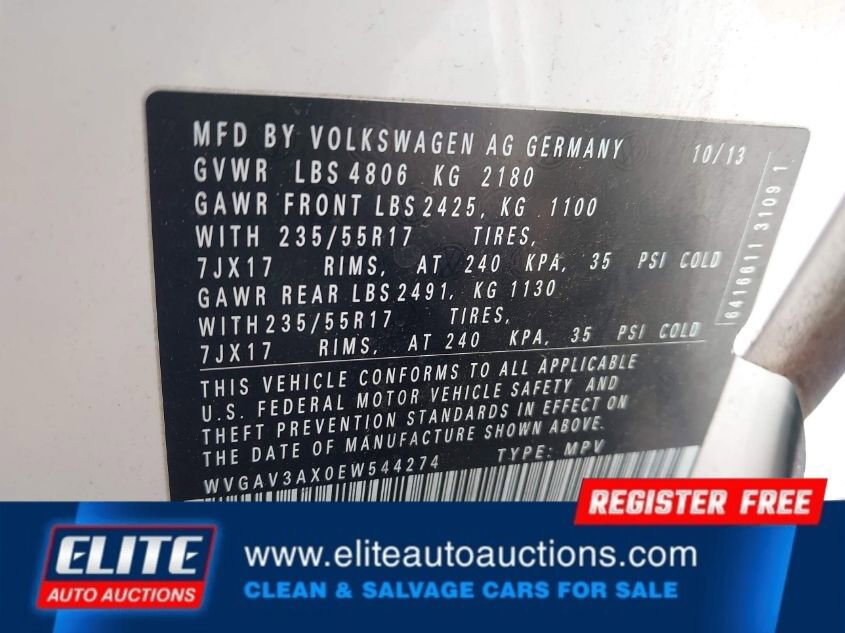 MFD BY VOLKSWAGEN AG GERMANY 10/13
GVWR LBS 4806 KG 2180
GAWR FRONT LBS 2425, KG 1100
WITH 235/55R17 TIRES,
7JX17 RIMS, AT 240 KPA, 35 PSI COLD
GAWR REAR LBS 2491, KG 1130
WITH 235/55R17 TIRES,
7JX17 RIMS, AT 240 KPA, 35 PSI COLD
THIS VEHICLE CONFORMS TO ALL APPLICABLE
U.S. FEDERAL MOTOR VEHICLE SAFETY AND
THEFT PREVENTION STANDARDS IN EFFECT ON
THE DATE OF MANUFACTURE SHOWN ABOVE.
WVGAV3AX0EW544274 TYPE: MPV
6416611 3109 1
REGISTER FREE
ELITE
AUTO AUCTIONS
www.eliteautoauctions.com
CLEAN & SALVAGE CARS FOR SALE